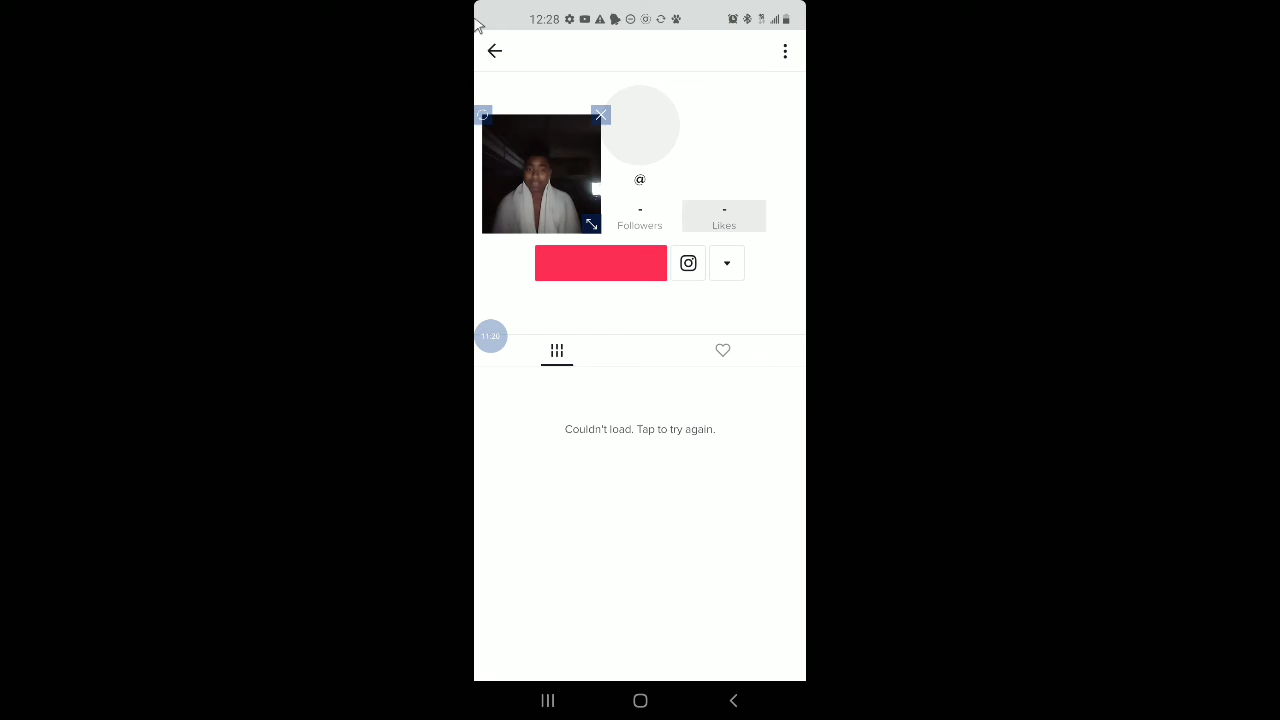 12:28
@
-
Followers
-
Likes
11:20
Couldn't load. Tap to try again.